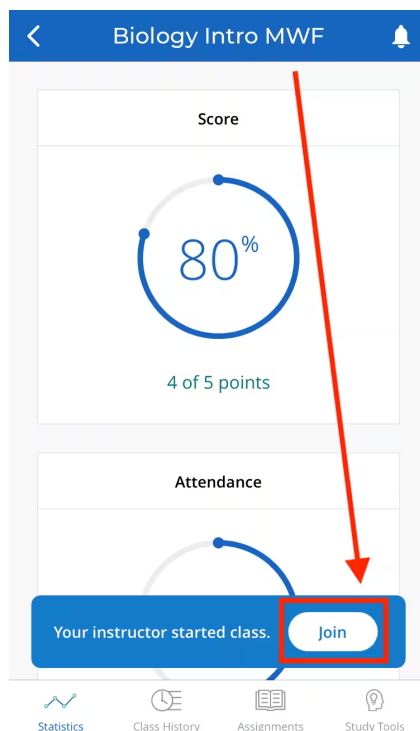 Biology Intro MWF
Score
80%
4 of 5 points
Attendance
Your instructor started class. Join
Statistics Class History Assignments Study Tools